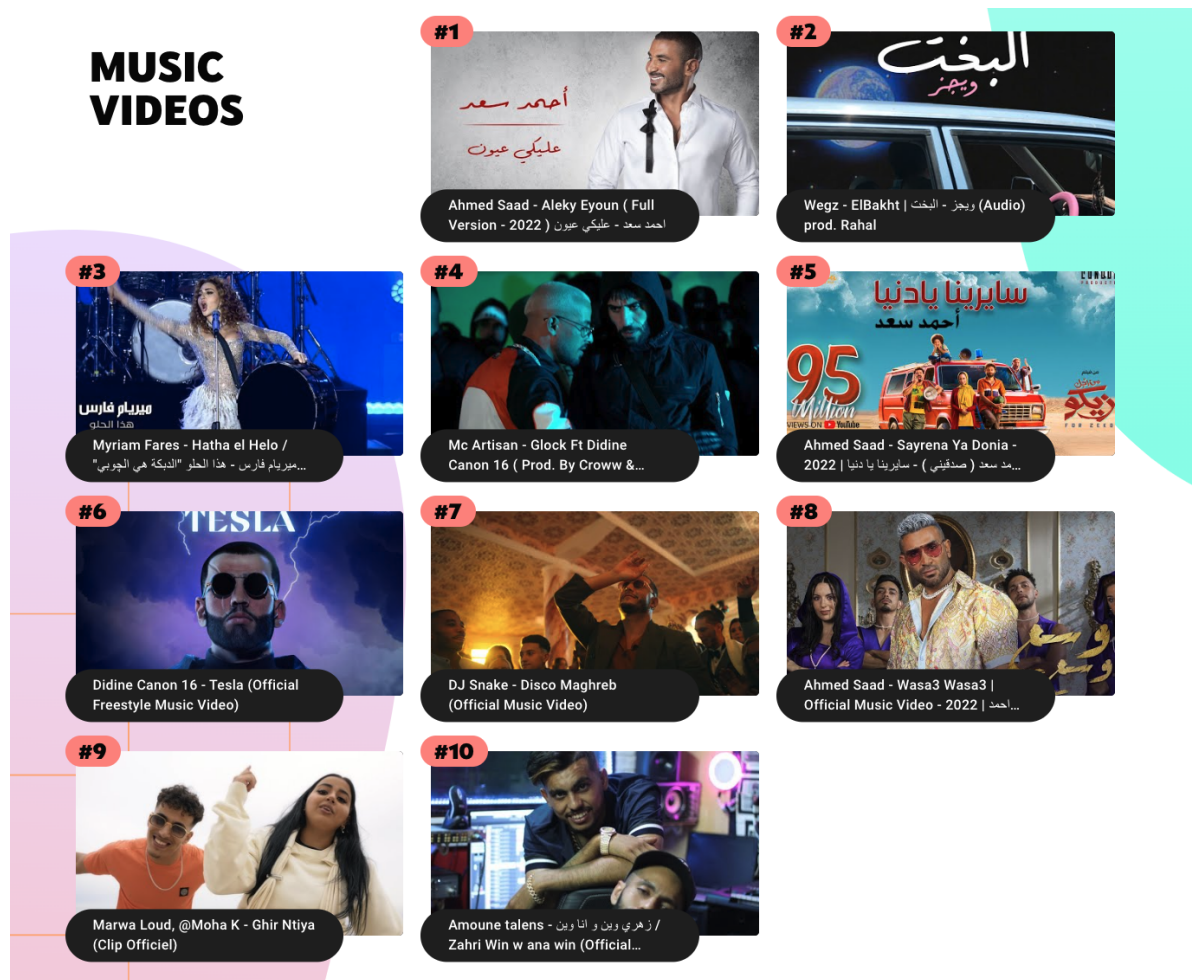 MUSIC
VIDEOS
#1
أحمد سعد
عليكي عيون
Ahmed Saad - Aleky Eyoun ( Full
Version - 2022 ) احمد سعد - عليكي عيون
#2
البخت
ويجز
Wegz - ElBakht | ويجز - البخت (Audio)
prod. Rahal
#3
ميريام فارس
هذا الحلو
Myriam Fares - Hatha el Helo /
ميريام فارس - هذا الحلو "الدبكة هي الچوبي"...
#4
Mc Artisan - Glock Ft Didine
Canon 16 ( Prod. By Croww &...
#5
سايرينا يادنيا
أحمد سعد
95
Million
VIEWS ON YouTube
زيكو
Ahmed Saad - Sayrena Ya Donia -
2022 | مد سعد ( صدقيني ) - سايرينا يا دنيا...
#6
TESLA
Didine Canon 16 - Tesla (Official
Freestyle Music Video)
#7
DJ Snake - Disco Maghreb
(Official Music Video)
#8
وسع
وسع
Ahmed Saad - Wasa3 Wasa3 |
Official Music Video - 2022 | احمد...
#9
Marwa Loud, @Moha K - Ghir Ntiya
(Clip Officiel)
#10
Amoune talens - زهري وين و انا وين /
Zahri Win w ana win (Official...